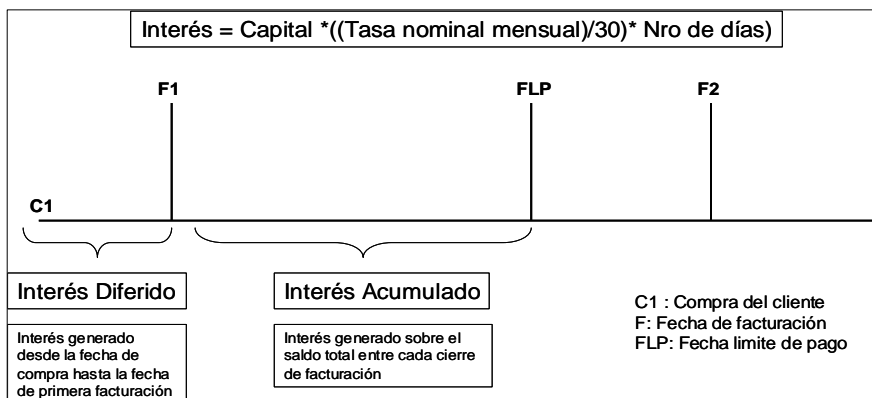 Interés = Capital *((Tasa nominal mensual)/30)* Nro de días)
F1
FLP
F2
C1
Interés Diferido
Interés Acumulado
Interés generado
desde la fecha de
compra hasta la fecha
de primera facturación
Interés generado sobre el
saldo total entre cada cierre
de facturación
C1 : Compra del cliente
F: Fecha de facturación
FLP: Fecha limite de pago